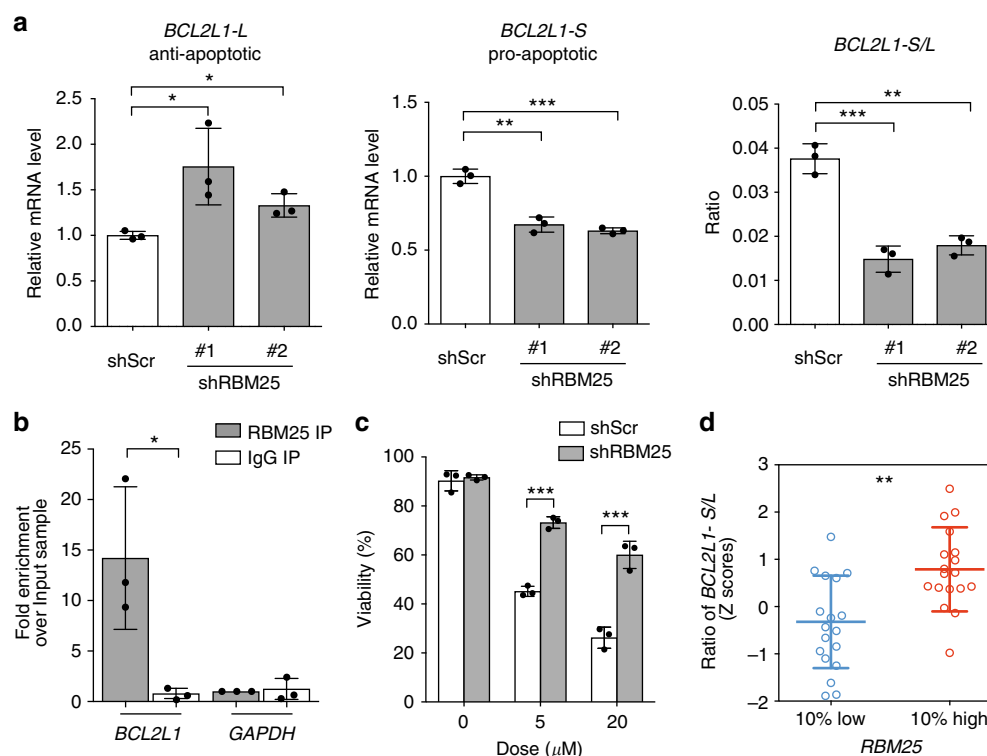 a
BCL2L1-L
anti-apoptotic
Relative mRNA level
2.5
2.0
1.5
1.0
0.5
0.0
*
*
shScr
#1
#2
shRBM25
BCL2L1-S
pro-apoptotic
Relative mRNA level
1.5
1.0
0.5
0.0
***
**
shScr
#1
#2
shRBM25
BCL2L1-S/L
Ratio
0.05
0.04
0.03
0.02
0.01
0.00
**
***
shScr
#1
#2
shRBM25
b
RBM25 IP
IgG IP
Fold enrichment
over Input sample
25
20
15
10
5
0
*
BCL2L1
GAPDH
c
shScr
shRBM25
Viability (%)
100
80
60
40
20
0
***
***
0
5
20
Dose (μM)
d
Ratio of BCL2L1- S/L
(Z scores)
3
2
1
0
–1
–2
**
10% low
10% high
RBM25